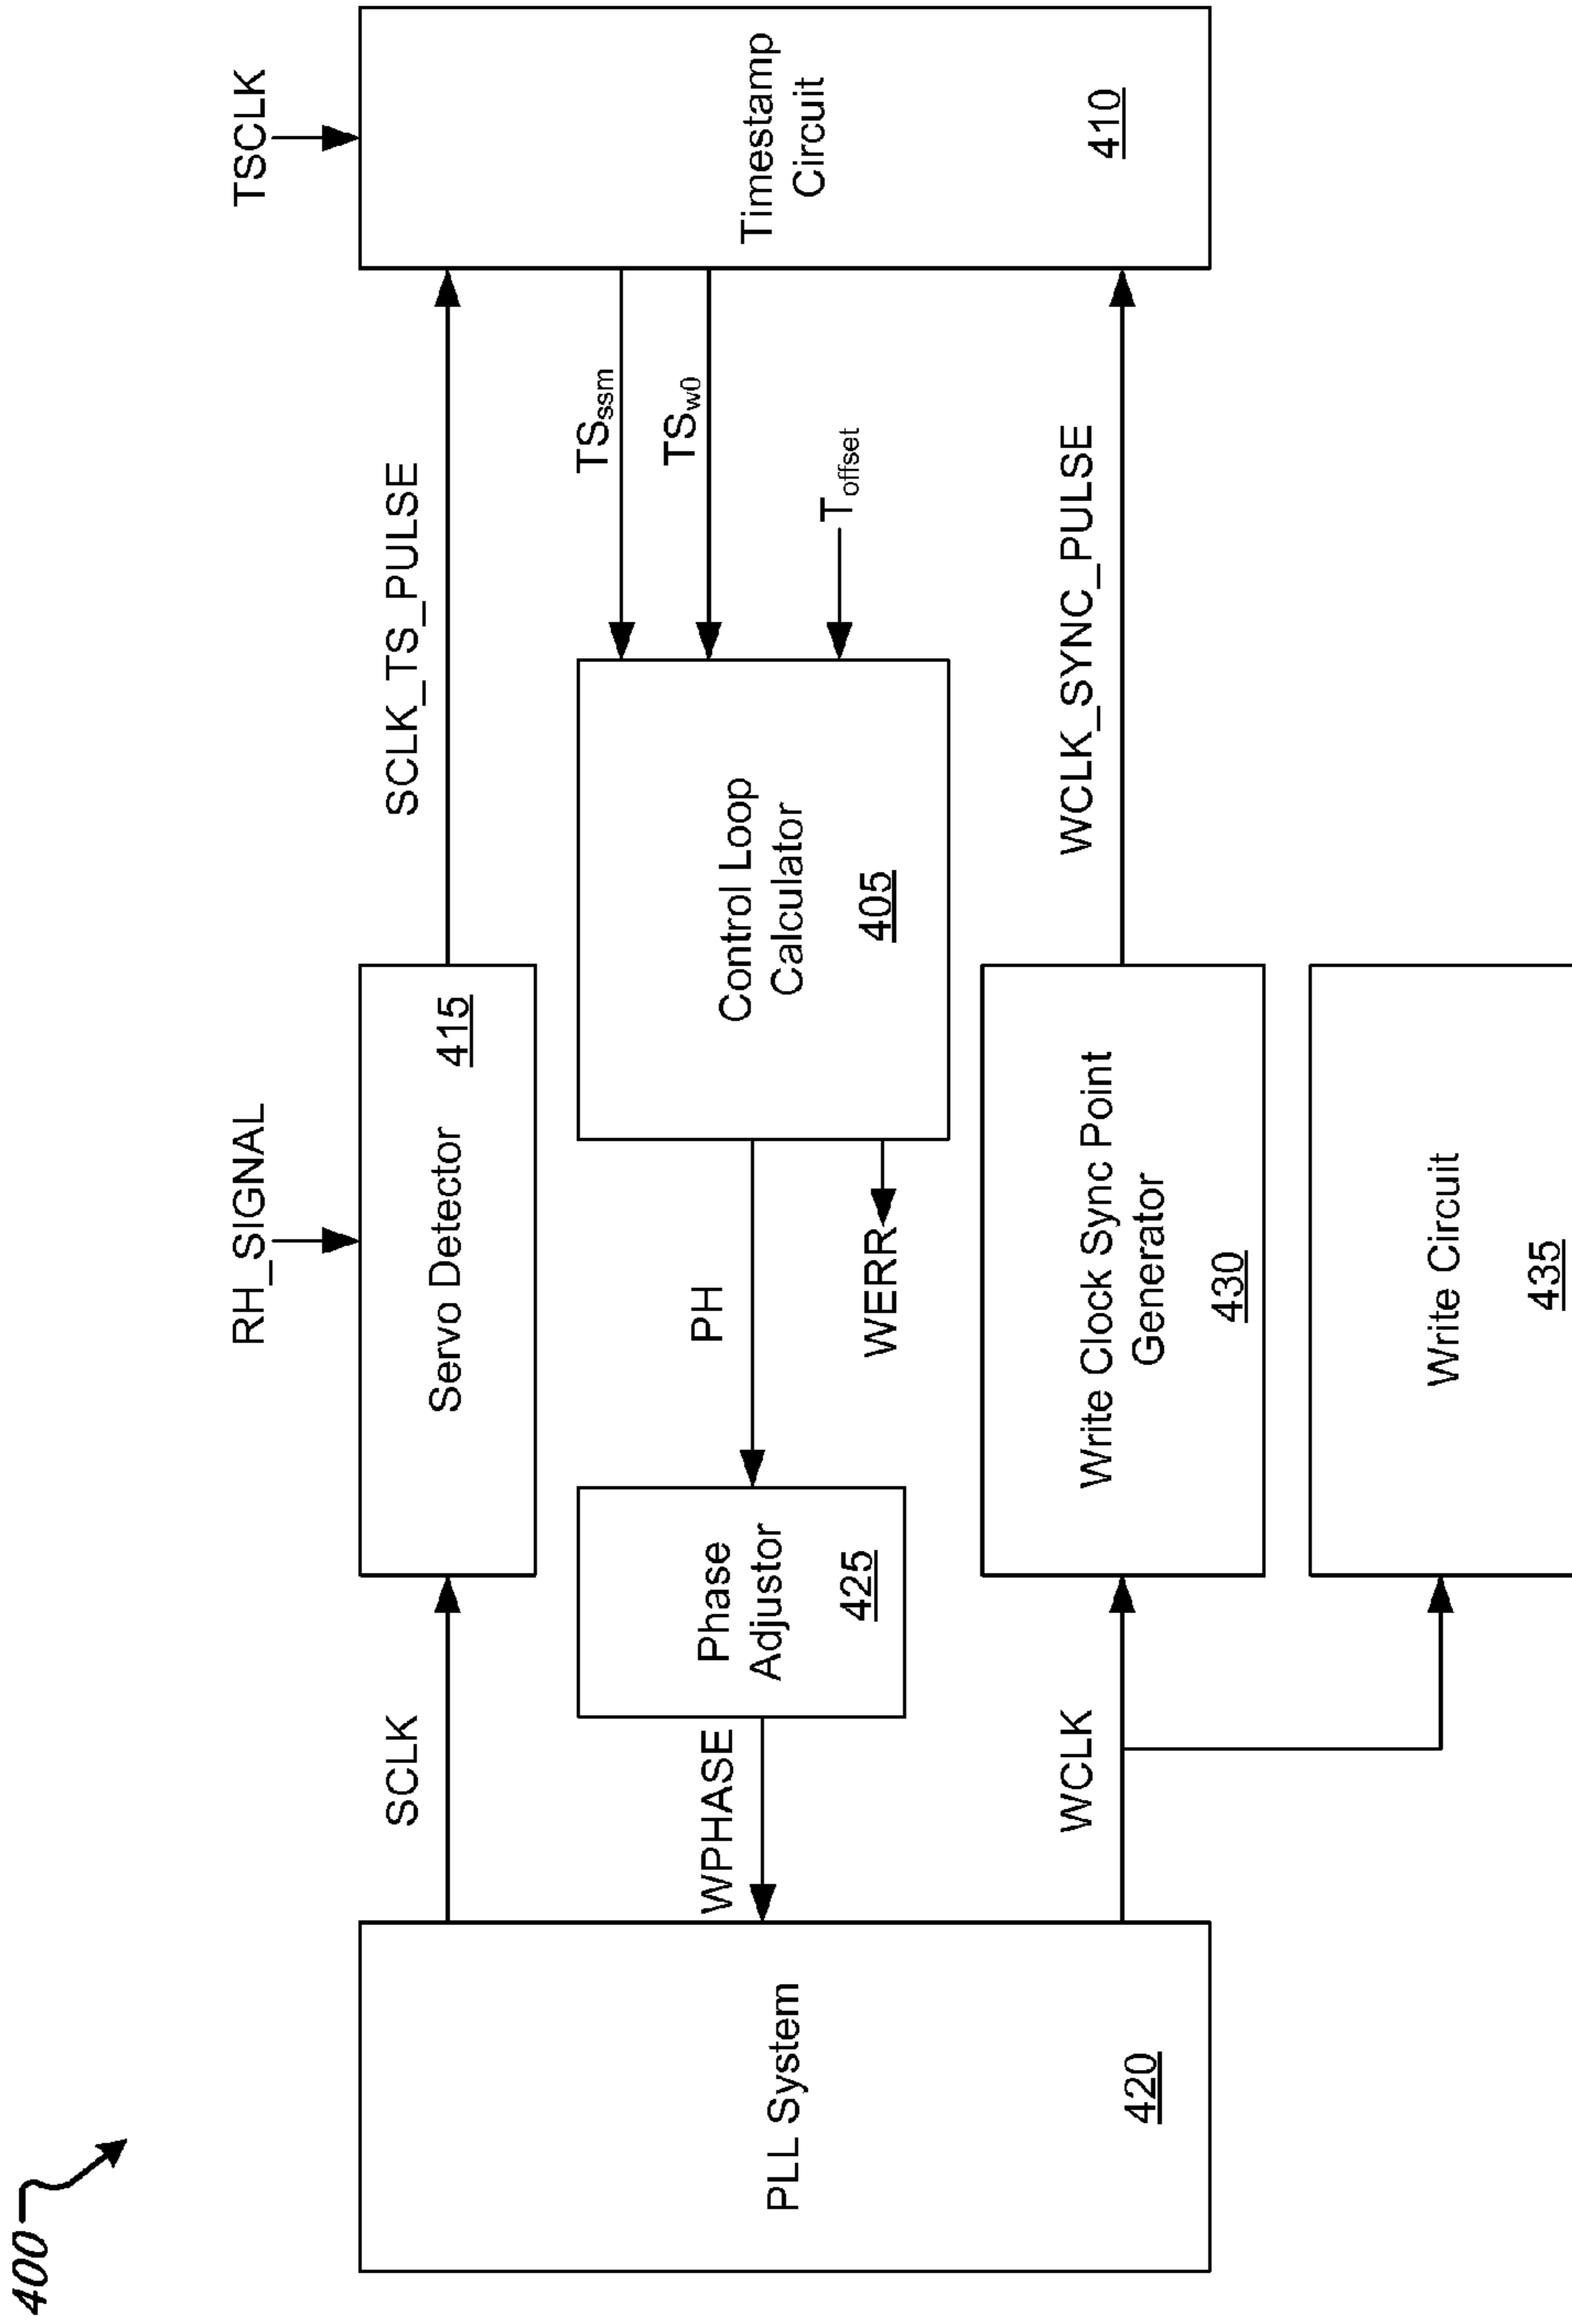 400
RH_SIGNAL
TSCLK
SCLK
Servo Detector
415
SCLK_TS_PULSE
WPHASE
Phase
Adjustor
425
PH
WERR
Control Loop
Calculator
405
TSssm
TSw0
Toffset
PLL System
420
Timestamp
Circuit
410
WCLK
Write Clock Sync Point
Generator
430
WCLK_SYNC_PULSE
Write Circuit
435